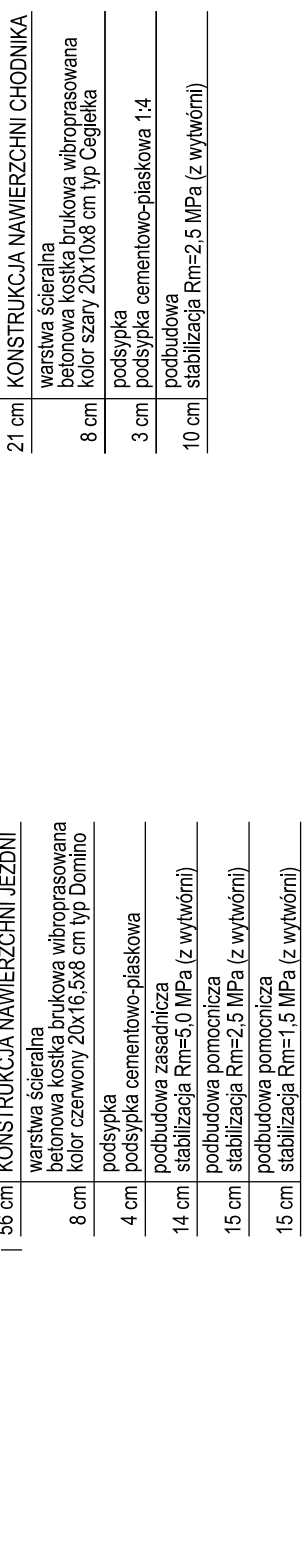 56 cm KONSTRUKCJA NAWIERZCHNI JEZDNI
warstwa ścieralna
betonowa kostka brukowa wibroprasowana
8 cm kolor czerwony 20x16,5x8 cm typ Domino
podsypka
4 cm podsypka cementowo-piaskowa
podbudowa zasadnicza
14 cm stabilizacja Rm=5,0 MPa (z wytwórni)
podbudowa pomocnicza
15 cm stabilizacja Rm=2,5 MPa (z wytwórni)
podbudowa pomocnicza
15 cm stabilizacja Rm=1,5 MPa (z wytwórni)
21 cm KONSTRUKCJA NAWIERZCHNI CHODNIKA
warstwa ścieralna
betonowa kostka brukowa wibroprasowana
8 cm kolor szary 20x10x8 cm typ Cegiełka
podsypka
3 cm podsypka cementowo-piaskowa 1:4
podbudowa
10 cm stabilizacja Rm=2,5 MPa (z wytwórni)